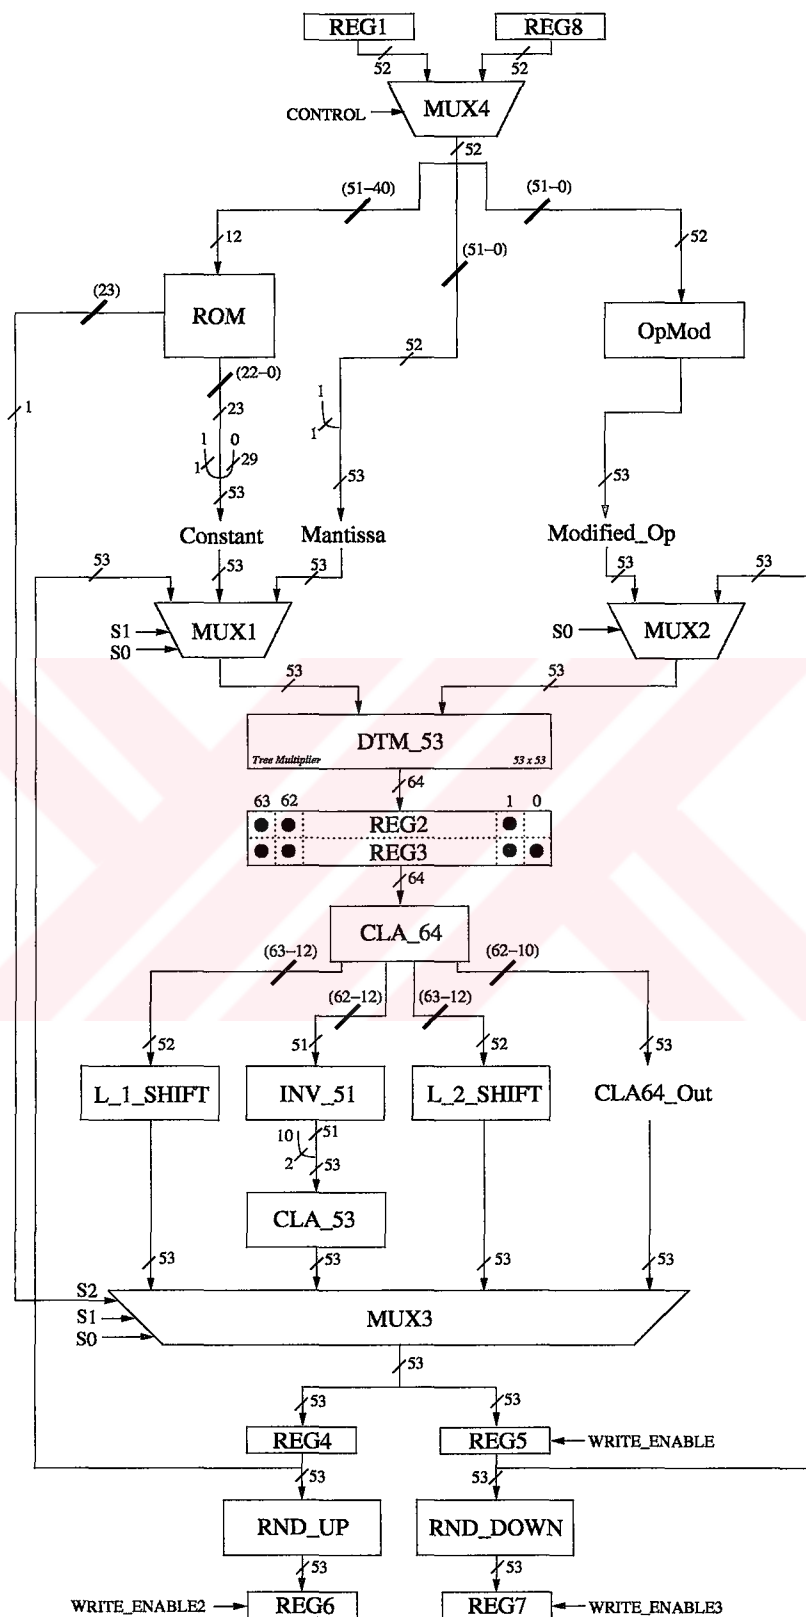 REG1 REG8
52 52
MUX4
CONTROL
52
(51–40) (51–0)
12 (51–0) 52
(23)
ROM OpMod
52
(22–0)
1 23 1
1
1 0
1 29
53 53 53
Constant Mantissa Modified_Op
53 53 53 53 53
S1 MUX1 S0 MUX2
S0
53 53
DTM_53
Tree Multiplier 53 x 53
64
63 62 1 0
REG2
REG3
64
CLA_64
(63–12) (62–10)
(62–12) (63–12)
52 51 52 53
L_1_SHIFT INV_51 L_2_SHIFT CLA64_Out
10 51
2 53
CLA_53
53 53 53 53
S2
S1 MUX3
S0
53
53 53
REG4 REG5 WRITE_ENABLE
53 53
RND_UP RND_DOWN
53 53
WRITE_ENABLE2 REG6 REG7 WRITE_ENABLE3